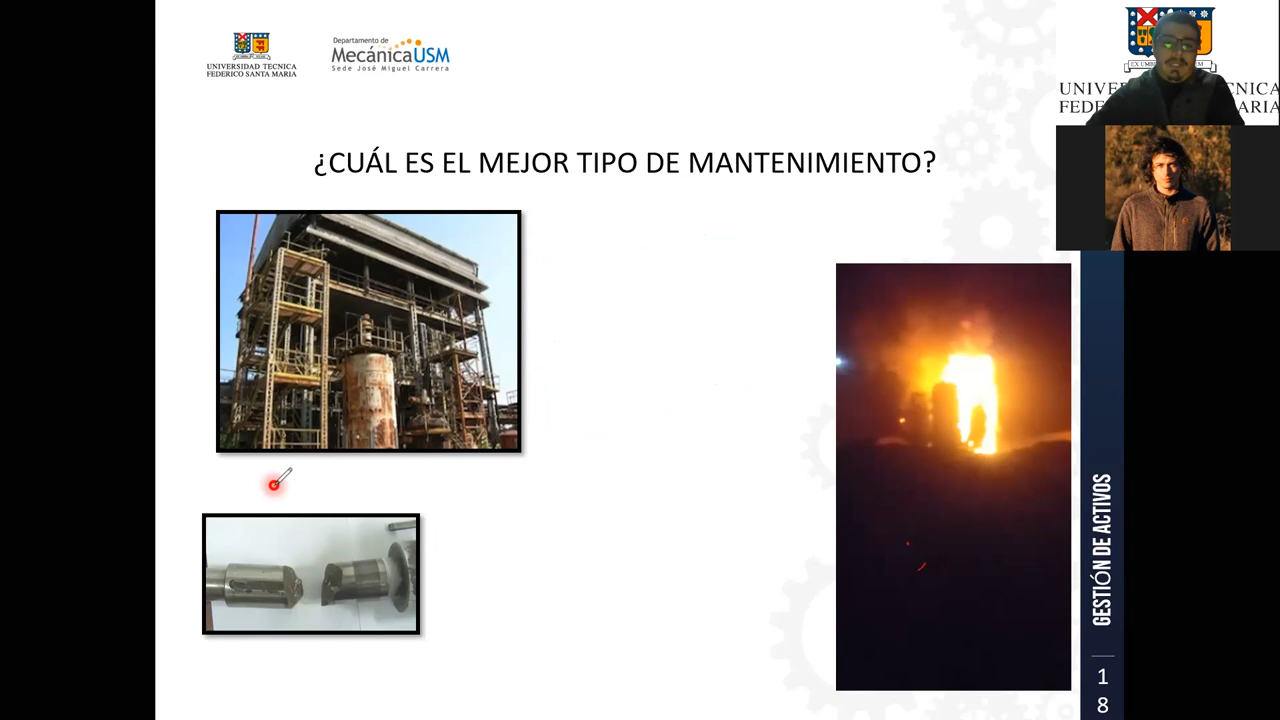 UNIVERSIDAD TECNICA
FEDERICO SANTA MARIA
Departamento de
MecánicaUSM
Sede José Miguel Carrera
¿CUÁL ES EL MEJOR TIPO DE MANTENIMIENTO?
GESTIÓN DE ACTIVOS
1
8